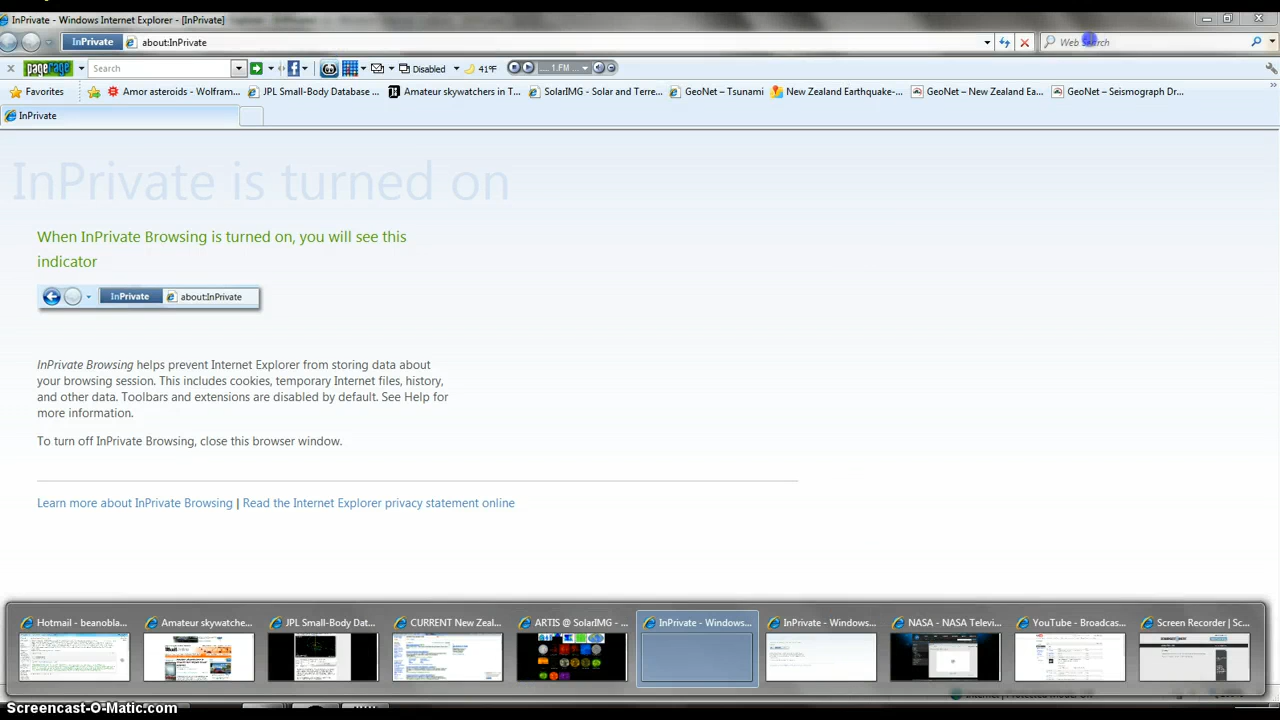 InPrivate - Windows Internet Explorer - [InPrivate]
InPrivate about:InPrivate Web Search
x pagerage Search Disabled 41°F 1.FM ...
Favorites Amor asteroids - Wolfram... JPL Small-Body Database ... Amateur skywatchers in T... SolarIMG - Solar and Terre... GeoNet – Tsunami New Zealand Earthquake-... GeoNet – New Zealand Ea... GeoNet – Seismograph Dr... »
InPrivate
InPrivate is turned on
When InPrivate Browsing is turned on, you will see this
indicator
InPrivate about:InPrivate
InPrivate Browsing helps prevent Internet Explorer from storing data about
your browsing session. This includes cookies, temporary Internet files, history,
and other data. Toolbars and extensions are disabled by default. See Help for
more information.
To turn off InPrivate Browsing, close this browser window.
Learn more about InPrivate Browsing | Read the Internet Explorer privacy statement online
Hotmail - beanobla... Amateur skywatche... JPL Small-Body Dat... CURRENT New Zeal... ARTIS @ SolarIMG - ... InPrivate - Windows... InPrivate - Windows... NASA - NASA Televi... YouTube - Broadcas... Screen Recorder | Sc...
Internet | Protected Mode: On
Screencast-O-Matic.com